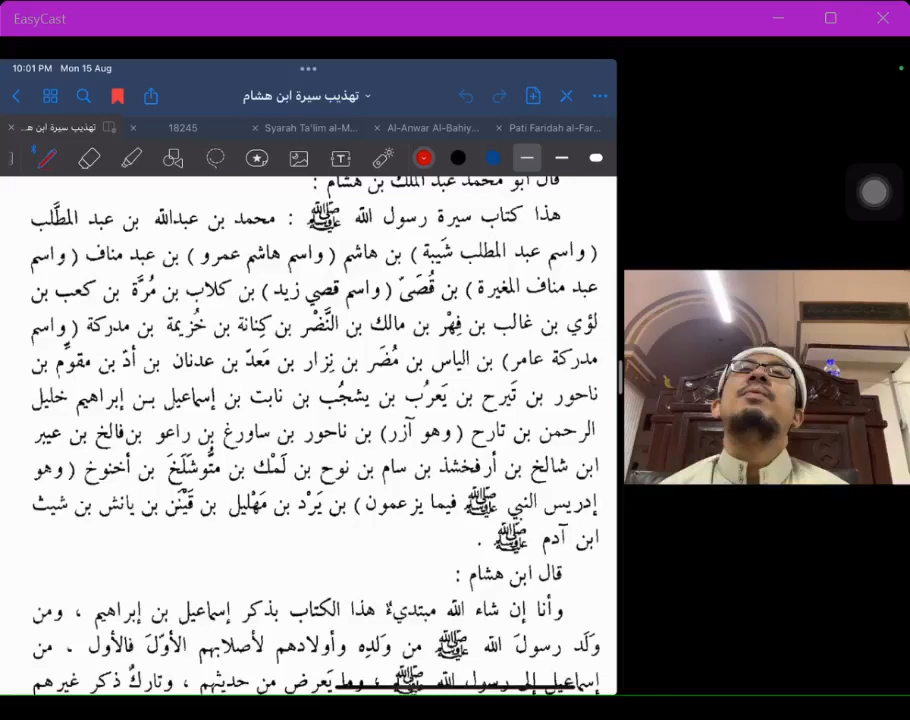 EasyCast
10:01 PM Mon 15 Aug
تهذيب سيرة ابن هشام
تهذيب سيرة ابن هـ...
18245
Syarah Ta'lim al-M...
Al-Anwar Al-Bahiy...
Pati Faridah al-Far...
قال أبو محمد عبد الملك بن هشام :
هذا كتاب سيرة رسول الله ﷺ : محمد بن عبدالله بن عبد المطَّلب
( واسم عبد المطلب شَيبة ) بن هاشم ( واسم هاشم عمرو ) بن عبد مناف ( واسم
عبد مناف المغيرة ) بن قُصَىّ ( واسم قصي زيد ) بن كلاب بن مُرَّة بن كعب بن
لؤي بن غالب بن فِهْر بن مالك بن النَّضْر بن كِنانة بن خُزيمة بن مدركة ( واسم
مدركة عامر ) بن الياس بن مُضَر بن نِزار بن مَعدّ بن عدنان بن أدّ بن مقوِّم بن
ناحور بن تَيرح بن يَعرُب بن يشجُب بن نابت بن إسماعيل بـن إبراهيم خليل
الرحمن بن تارح ( وهو آزر ) بن ناحور بن ساورغ بن راعو بن فالخ بن عيبر
ابن شالخ بن أرفخشذ بن سام بن نوح بن لَمْك بن متُّوشَلَخَ بن أخنوخ ( وهو
إدريس النبي ﷺ فيما يزعمون ) بن يَرْد بن مَهْليل بن قَيْنَن بن يانش بن شيث
ابن آدم ﷺ .
قال ابن هشام :
وأنا إن شاء الله مبتديءٌ هذا الكتاب بذكر إسماعيل بن إبراهيم ، ومن
وَلَد رسولَ الله ﷺ من وَلَدِه وأولادهم لأصلابهم الأوّلَ فالأول ، من
إسماعيل إلى رسول الله ﷺ ، وما يَعرض من حديثهم ، وتاركٌ ذكر غيرهم